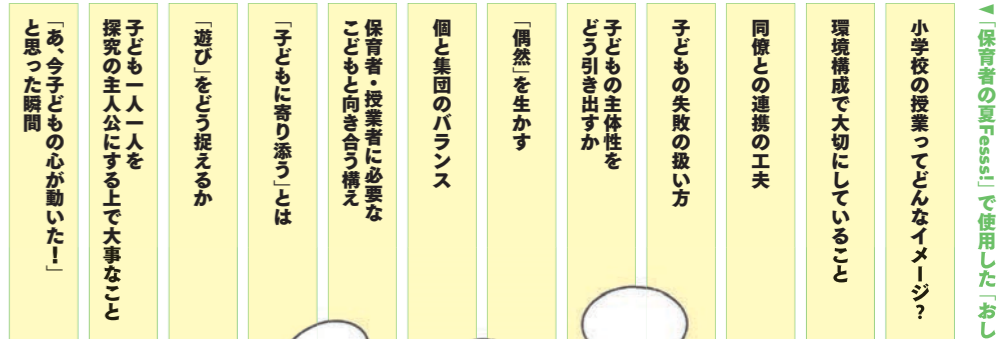 ▼「保育者の夏Fesss!」で使用した「おし
小学校の授業ってどんなイメージ?
環境構成で大切にしていること
同僚との連携の工夫
子どもの失敗の扱い方
子どもの主体性を
どう引き出すか
「偶然」を生かす
個と集団のバランス
保育者・授業者に必要な
こどもと向き合う構え
「子どもに寄り添う」とは
「遊び」をどう捉えるか
子ども一人一人を
探究の主人公にする上で大事なこと
「あ、今子どもの心が動いた!」
と思った瞬間